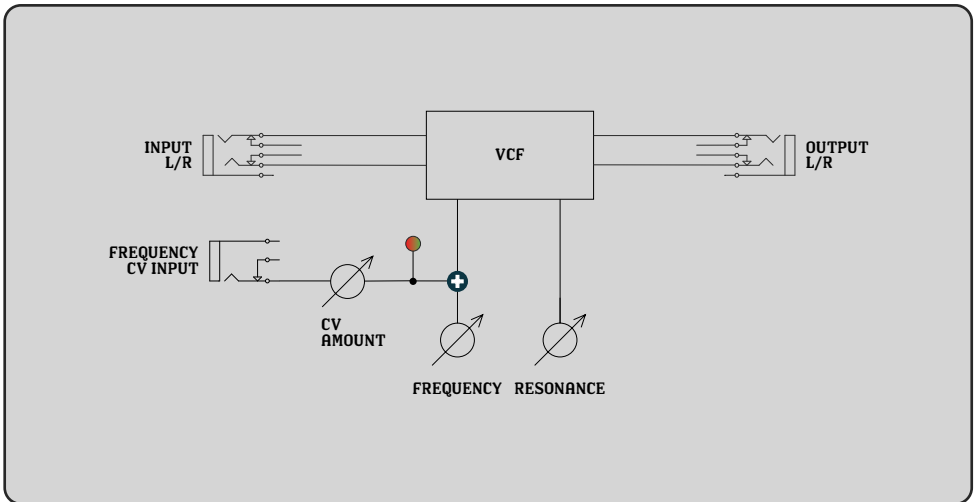 INPUT
L/R
VCF
OUTPUT
L/R
FREQUENCY
CV INPUT
CV
AMOUNT
FREQUENCY
RESONANCE